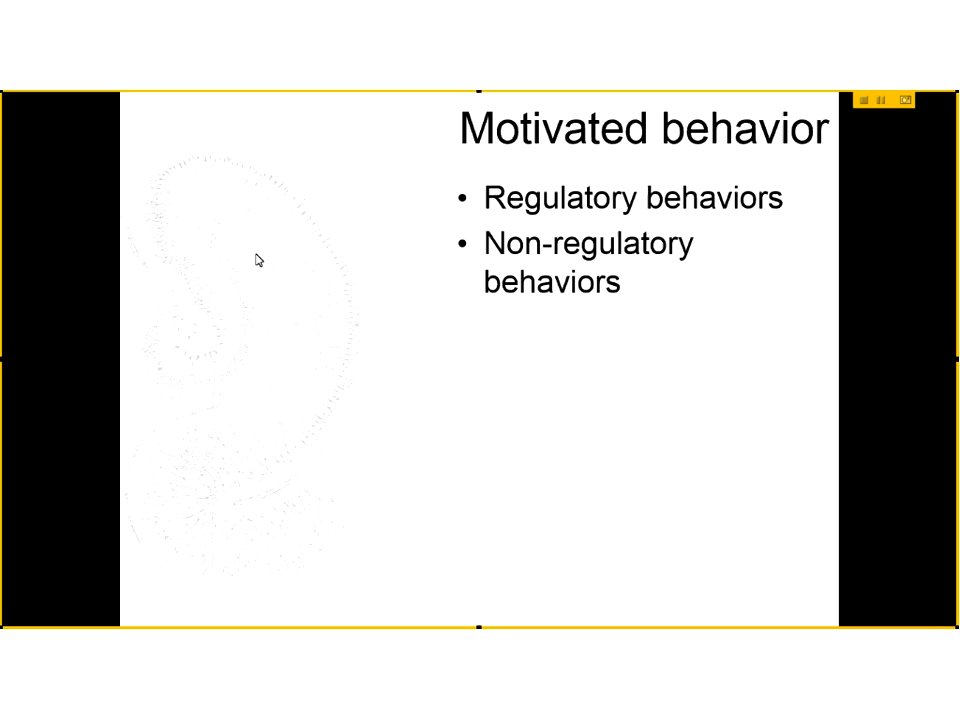 Motivated behavior
• Regulatory behaviors
• Non-regulatory
behaviors